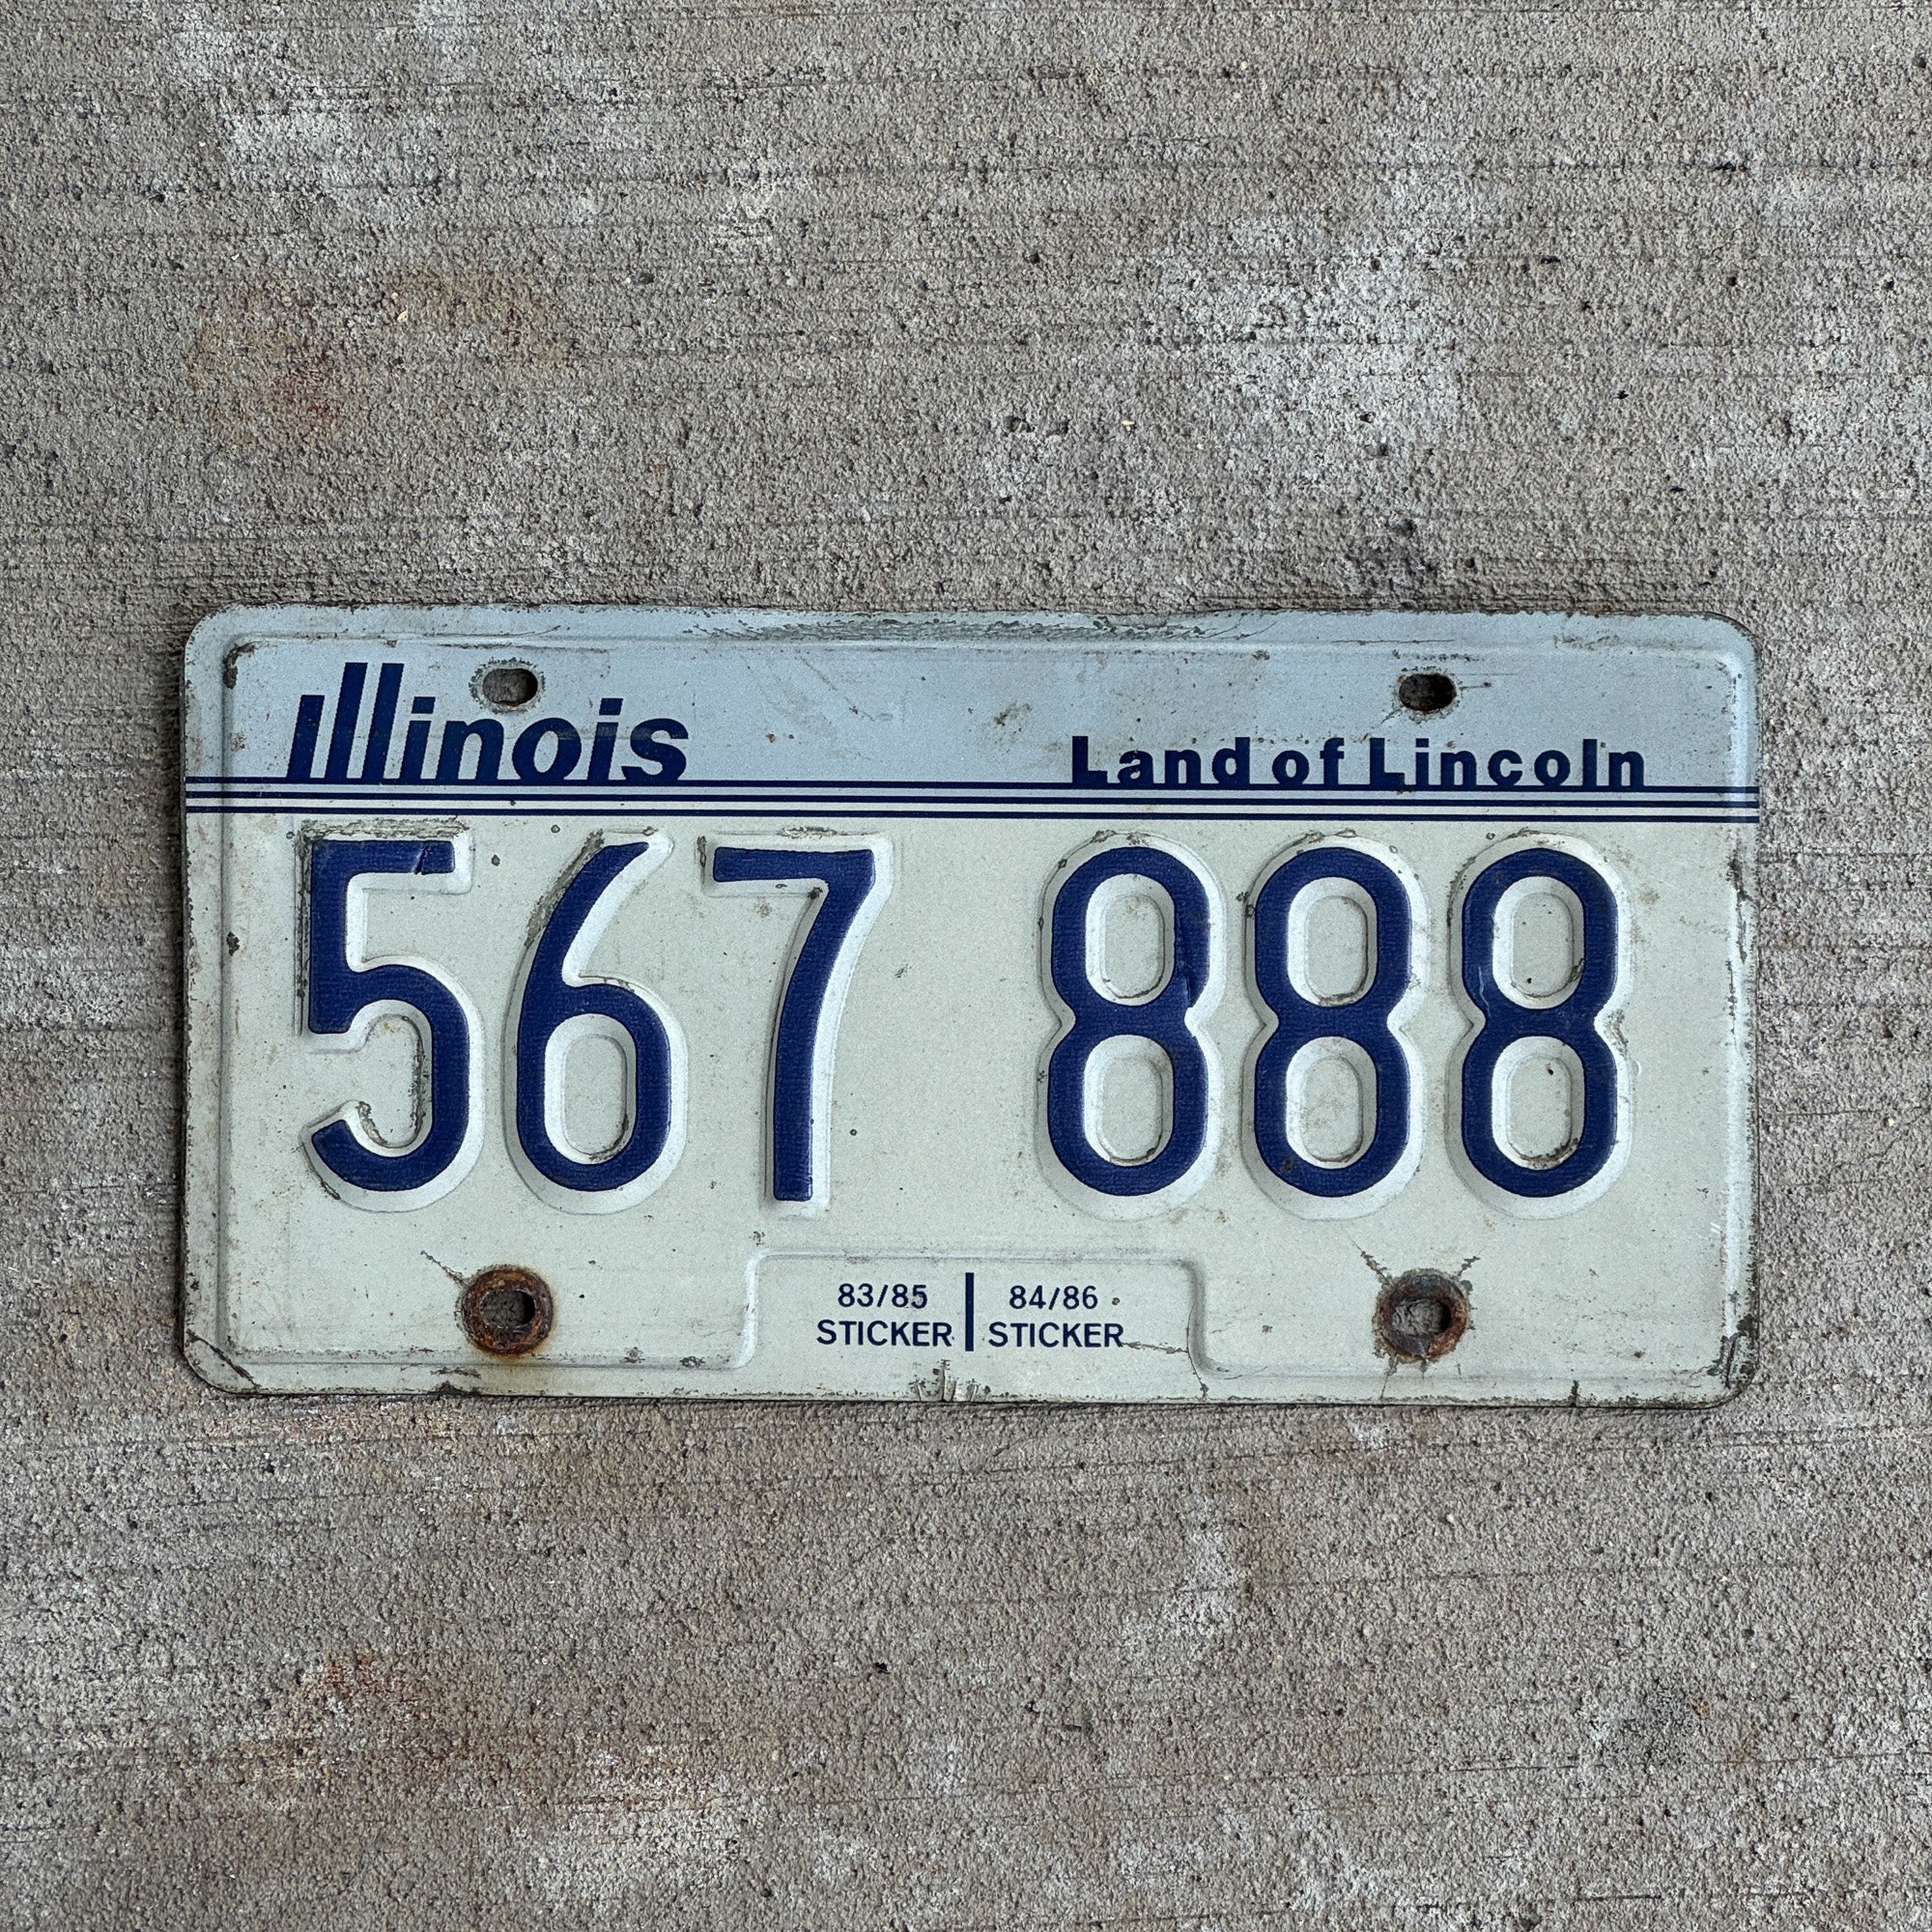 Illinois Land of Lincoln
567 888
83/85 | 84/86
STICKER | STICKER